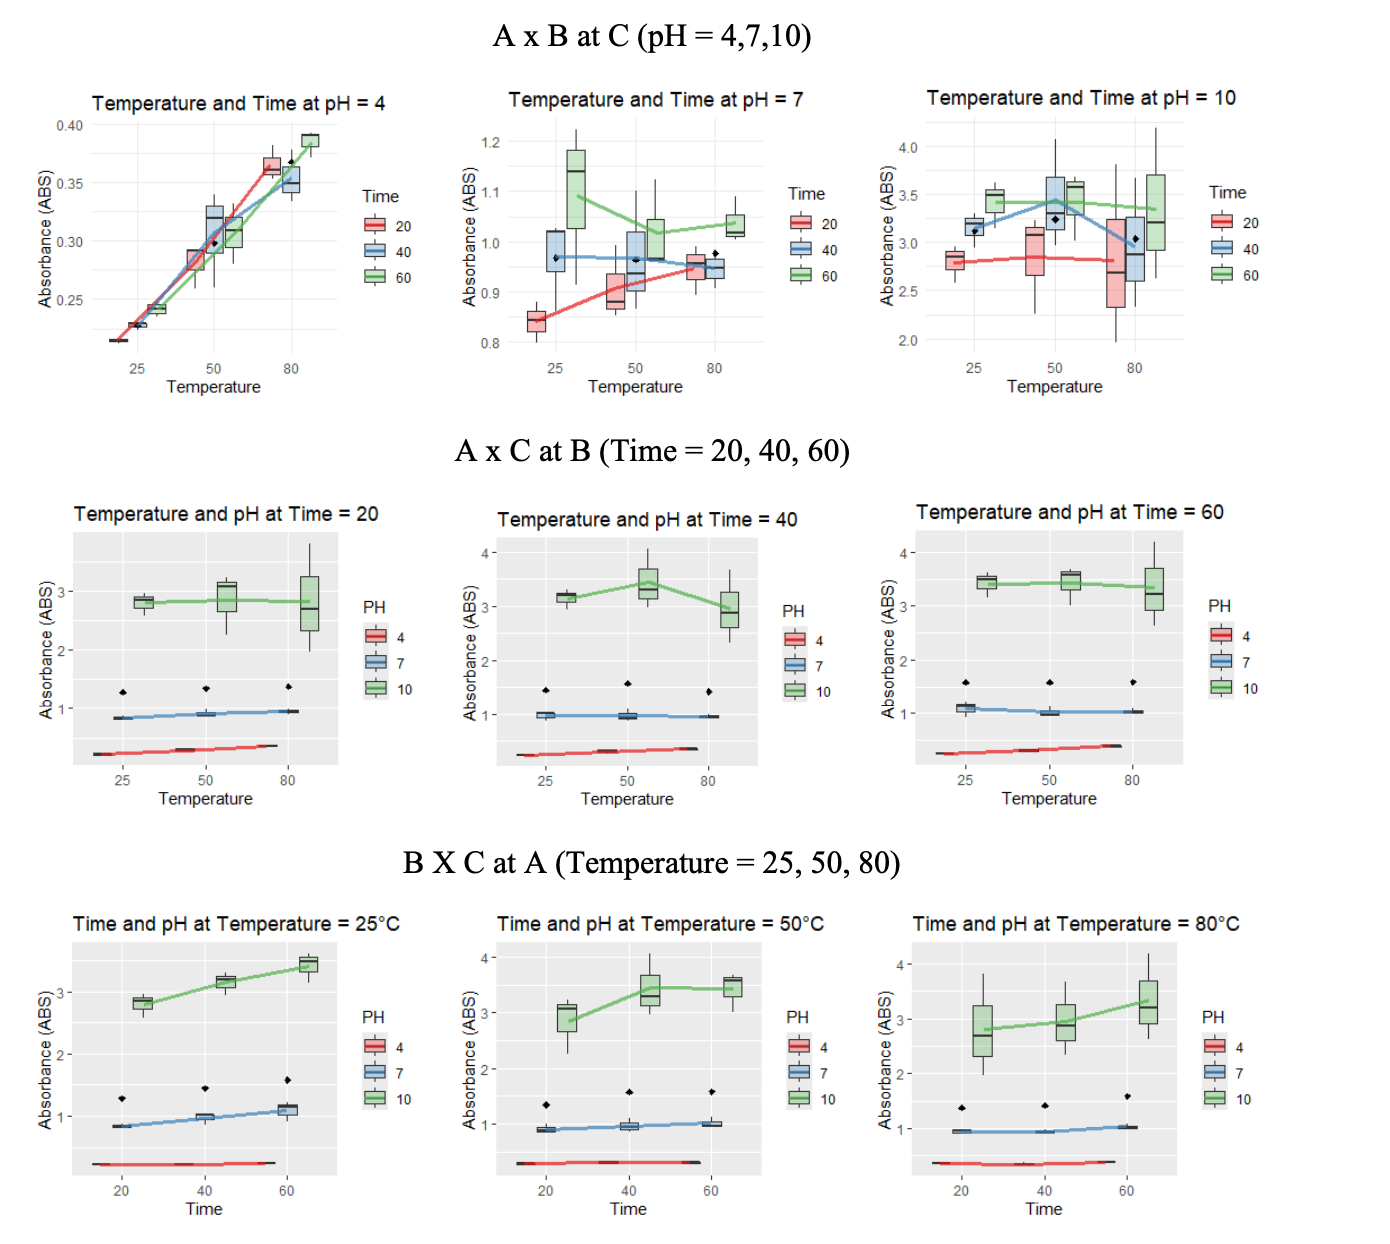 A x B at C (pH = 4,7,10)
Temperature and Time at pH = 4
Absorbance (ABS)
0.40
0.35
0.30
0.25
25 50 80
Temperature
Time
20
40
60
Temperature and Time at pH = 7
Absorbance (ABS)
1.2
1.1
1.0
0.9
0.8
25 50 80
Temperature
Time
20
40
60
Temperature and Time at pH = 10
Absorbance (ABS)
4.0
3.5
3.0
2.5
2.0
25 50 80
Temperature
Time
20
40
60
A x C at B (Time = 20, 40, 60)
Temperature and pH at Time = 20
Absorbance (ABS)
3
2
1
25 50 80
Temperature
PH
4
7
10
Temperature and pH at Time = 40
Absorbance (ABS)
4
3
2
1
25 50 80
Temperature
PH
4
7
10
Temperature and pH at Time = 60
Absorbance (ABS)
4
3
2
1
25 50 80
Temperature
PH
4
7
10
B X C at A (Temperature = 25, 50, 80)
Time and pH at Temperature = 25°C
Absorbance (ABS)
3
2
1
20 40 60
Time
PH
4
7
10
Time and pH at Temperature = 50°C
Absorbance (ABS)
4
3
2
1
20 40 60
Time
PH
4
7
10
Time and pH at Temperature = 80°C
Absorbance (ABS)
4
3
2
1
20 40 60
Time
PH
4
7
10